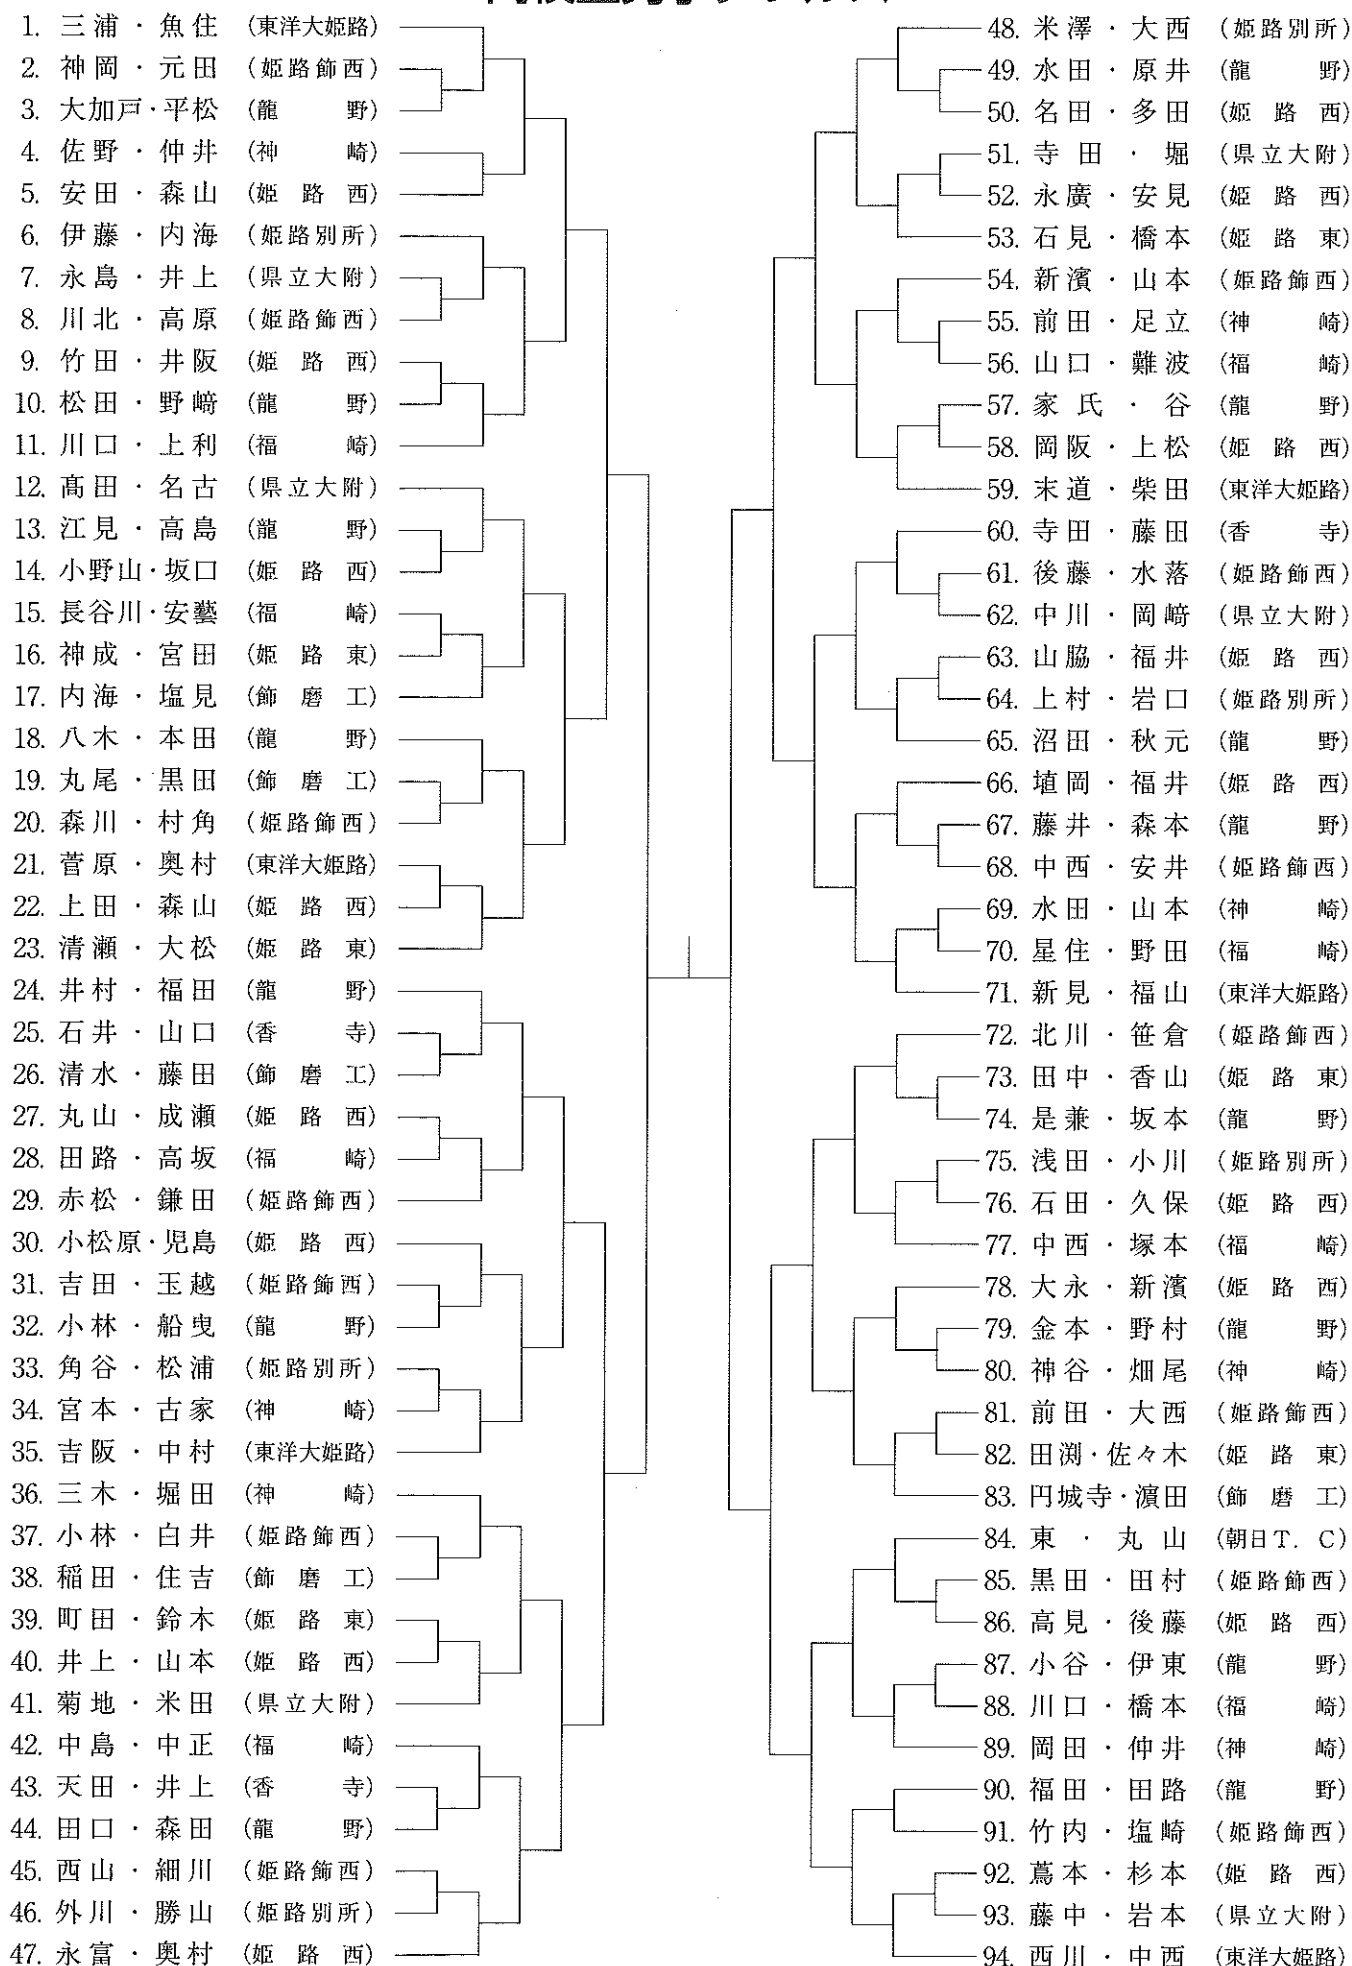 1. 三浦・魚住 (東洋大姫路)
2. 神岡・元田 (姫路飾西)
3. 大加戸・平松 (龍野)
4. 佐野・仲井 (神崎)
5. 安田・森山 (姫路西)
6. 伊藤・内海 (姫路別所)
7. 永島・井上 (県立大附)
8. 川北・高原 (姫路飾西)
9. 竹田・井阪 (姫路西)
10. 松田・野﨑 (龍野)
11. 川口・上利 (福崎)
12. 髙田・名古 (県立大附)
13. 江見・高島 (龍野)
14. 小野山・坂口 (姫路西)
15. 長谷川・安藝 (福崎)
16. 神成・宮田 (姫路東)
17. 内海・塩見 (飾磨工)
18. 八木・本田 (龍野)
19. 丸尾・黒田 (飾磨工)
20. 森川・村角 (姫路飾西)
21. 菅原・奥村 (東洋大姫路)
22. 上田・森山 (姫路西)
23. 清瀬・大松 (姫路東)
24. 井村・福田 (龍野)
25. 石井・山口 (香寺)
26. 清水・藤田 (飾磨工)
27. 丸山・成瀬 (姫路西)
28. 田路・高坂 (福崎)
29. 赤松・鎌田 (姫路飾西)
30. 小松原・児島 (姫路西)
31. 吉田・玉越 (姫路飾西)
32. 小林・船曳 (龍野)
33. 角谷・松浦 (姫路別所)
34. 宮本・古家 (神崎)
35. 吉阪・中村 (東洋大姫路)
36. 三木・堀田 (神崎)
37. 小林・白井 (姫路飾西)
38. 稲田・住吉 (飾磨工)
39. 町田・鈴木 (姫路東)
40. 井上・山本 (姫路西)
41. 菊地・米田 (県立大附)
42. 中島・中正 (福崎)
43. 天田・井上 (香寺)
44. 田口・森田 (龍野)
45. 西山・細川 (姫路飾西)
46. 外川・勝山 (姫路別所)
47. 永富・奥村 (姫路西)
48. 米澤・大西 (姫路別所)
49. 水田・原井 (龍野)
50. 名田・多田 (姫路西)
51. 寺田・堀 (県立大附)
52. 永廣・安見 (姫路西)
53. 石見・橋本 (姫路東)
54. 新濱・山本 (姫路飾西)
55. 前田・足立 (神崎)
56. 山口・難波 (福崎)
57. 家氏・谷 (龍野)
58. 岡阪・上松 (姫路西)
59. 末道・柴田 (東洋大姫路)
60. 寺田・藤田 (香寺)
61. 後藤・水落 (姫路飾西)
62. 中川・岡﨑 (県立大附)
63. 山脇・福井 (姫路西)
64. 上村・岩口 (姫路別所)
65. 沼田・秋元 (龍野)
66. 埴岡・福井 (姫路西)
67. 藤井・森本 (龍野)
68. 中西・安井 (姫路飾西)
69. 水田・山本 (神崎)
70. 星住・野田 (福崎)
71. 新見・福山 (東洋大姫路)
72. 北川・笹倉 (姫路飾西)
73. 田中・香山 (姫路東)
74. 是兼・坂本 (龍野)
75. 浅田・小川 (姫路別所)
76. 石田・久保 (姫路西)
77. 中西・塚本 (福崎)
78. 大永・新濱 (姫路西)
79. 金本・野村 (龍野)
80. 神谷・畑尾 (神崎)
81. 前田・大西 (姫路飾西)
82. 田渕・佐々木 (姫路東)
83. 円城寺・濵田 (飾磨工)
84. 東・丸山 (朝日T.C)
85. 黒田・田村 (姫路飾西)
86. 高見・後藤 (姫路西)
87. 小谷・伊東 (龍野)
88. 川口・橋本 (福崎)
89. 岡田・仲井 (神崎)
90. 福田・田路 (龍野)
91. 竹内・塩崎 (姫路飾西)
92. 蔦本・杉本 (姫路西)
93. 藤中・岩本 (県立大附)
94. 西川・中西 (東洋大姫路)